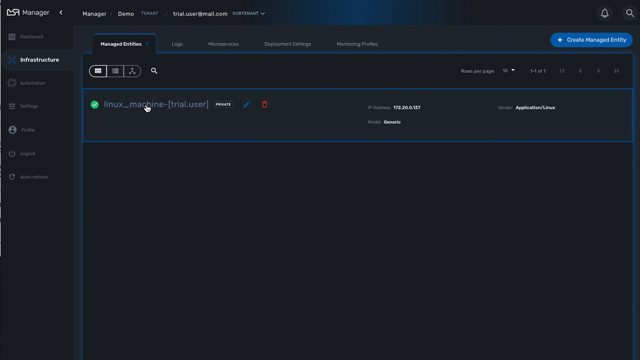 MSA Manager
Manager / Demo TENANT / trial.user@mail.com SUBTENANT
Dashboard
Infrastructure
Automation
Settings
Profile
Logout
Auto-refresh
Managed Entities 1
Logs
Microservices
Deployment Settings
Monitoring Profiles
+ Create Managed Entity
Rows per page: 10
1-1 of 1
linux_machine-[trial.user] PRIVATE
IP Address: 172.20.0.137
Vendor: Application/Linux
Model: Generic